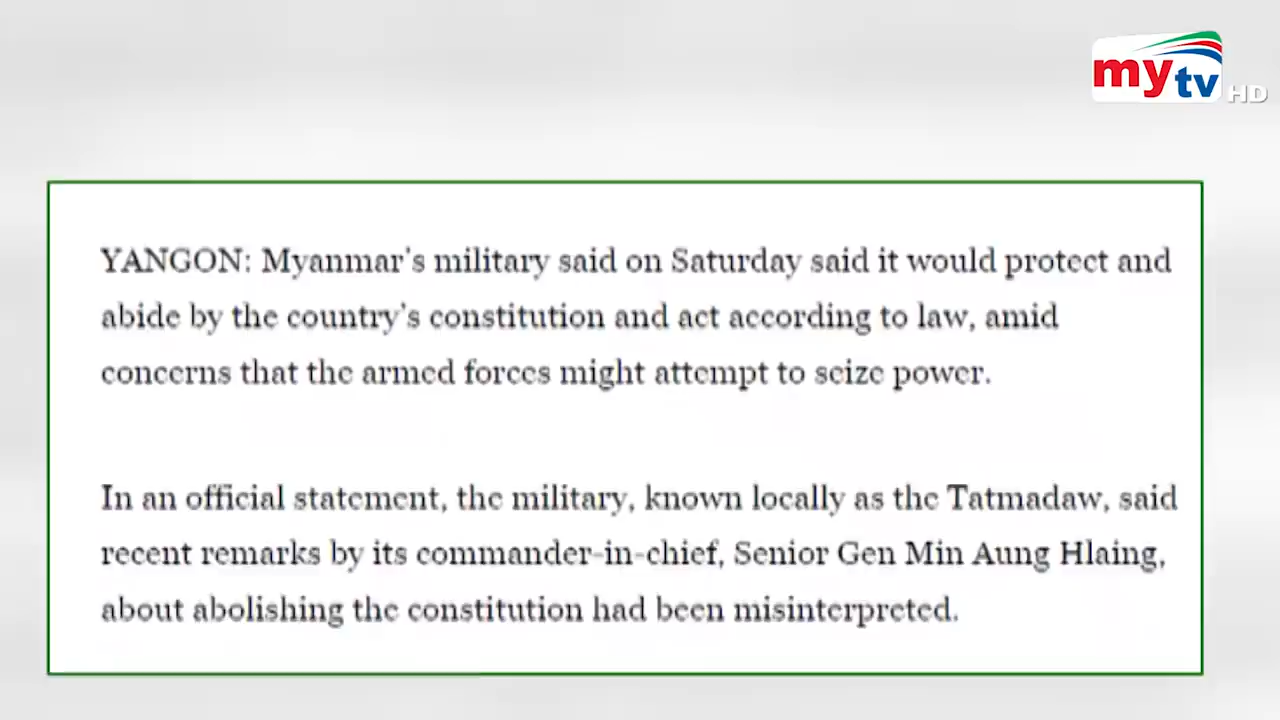 mytv HD
YANGON: Myanmar's military said on Saturday said it would protect and
abide by the country's constitution and act according to law, amid
concerns that the armed forces might attempt to seize power.
In an official statement, the military, known locally as the Tatmadaw, said
recent remarks by its commander-in-chief, Senior Gen Min Aung Hlaing,
about abolishing the constitution had been misinterpreted.